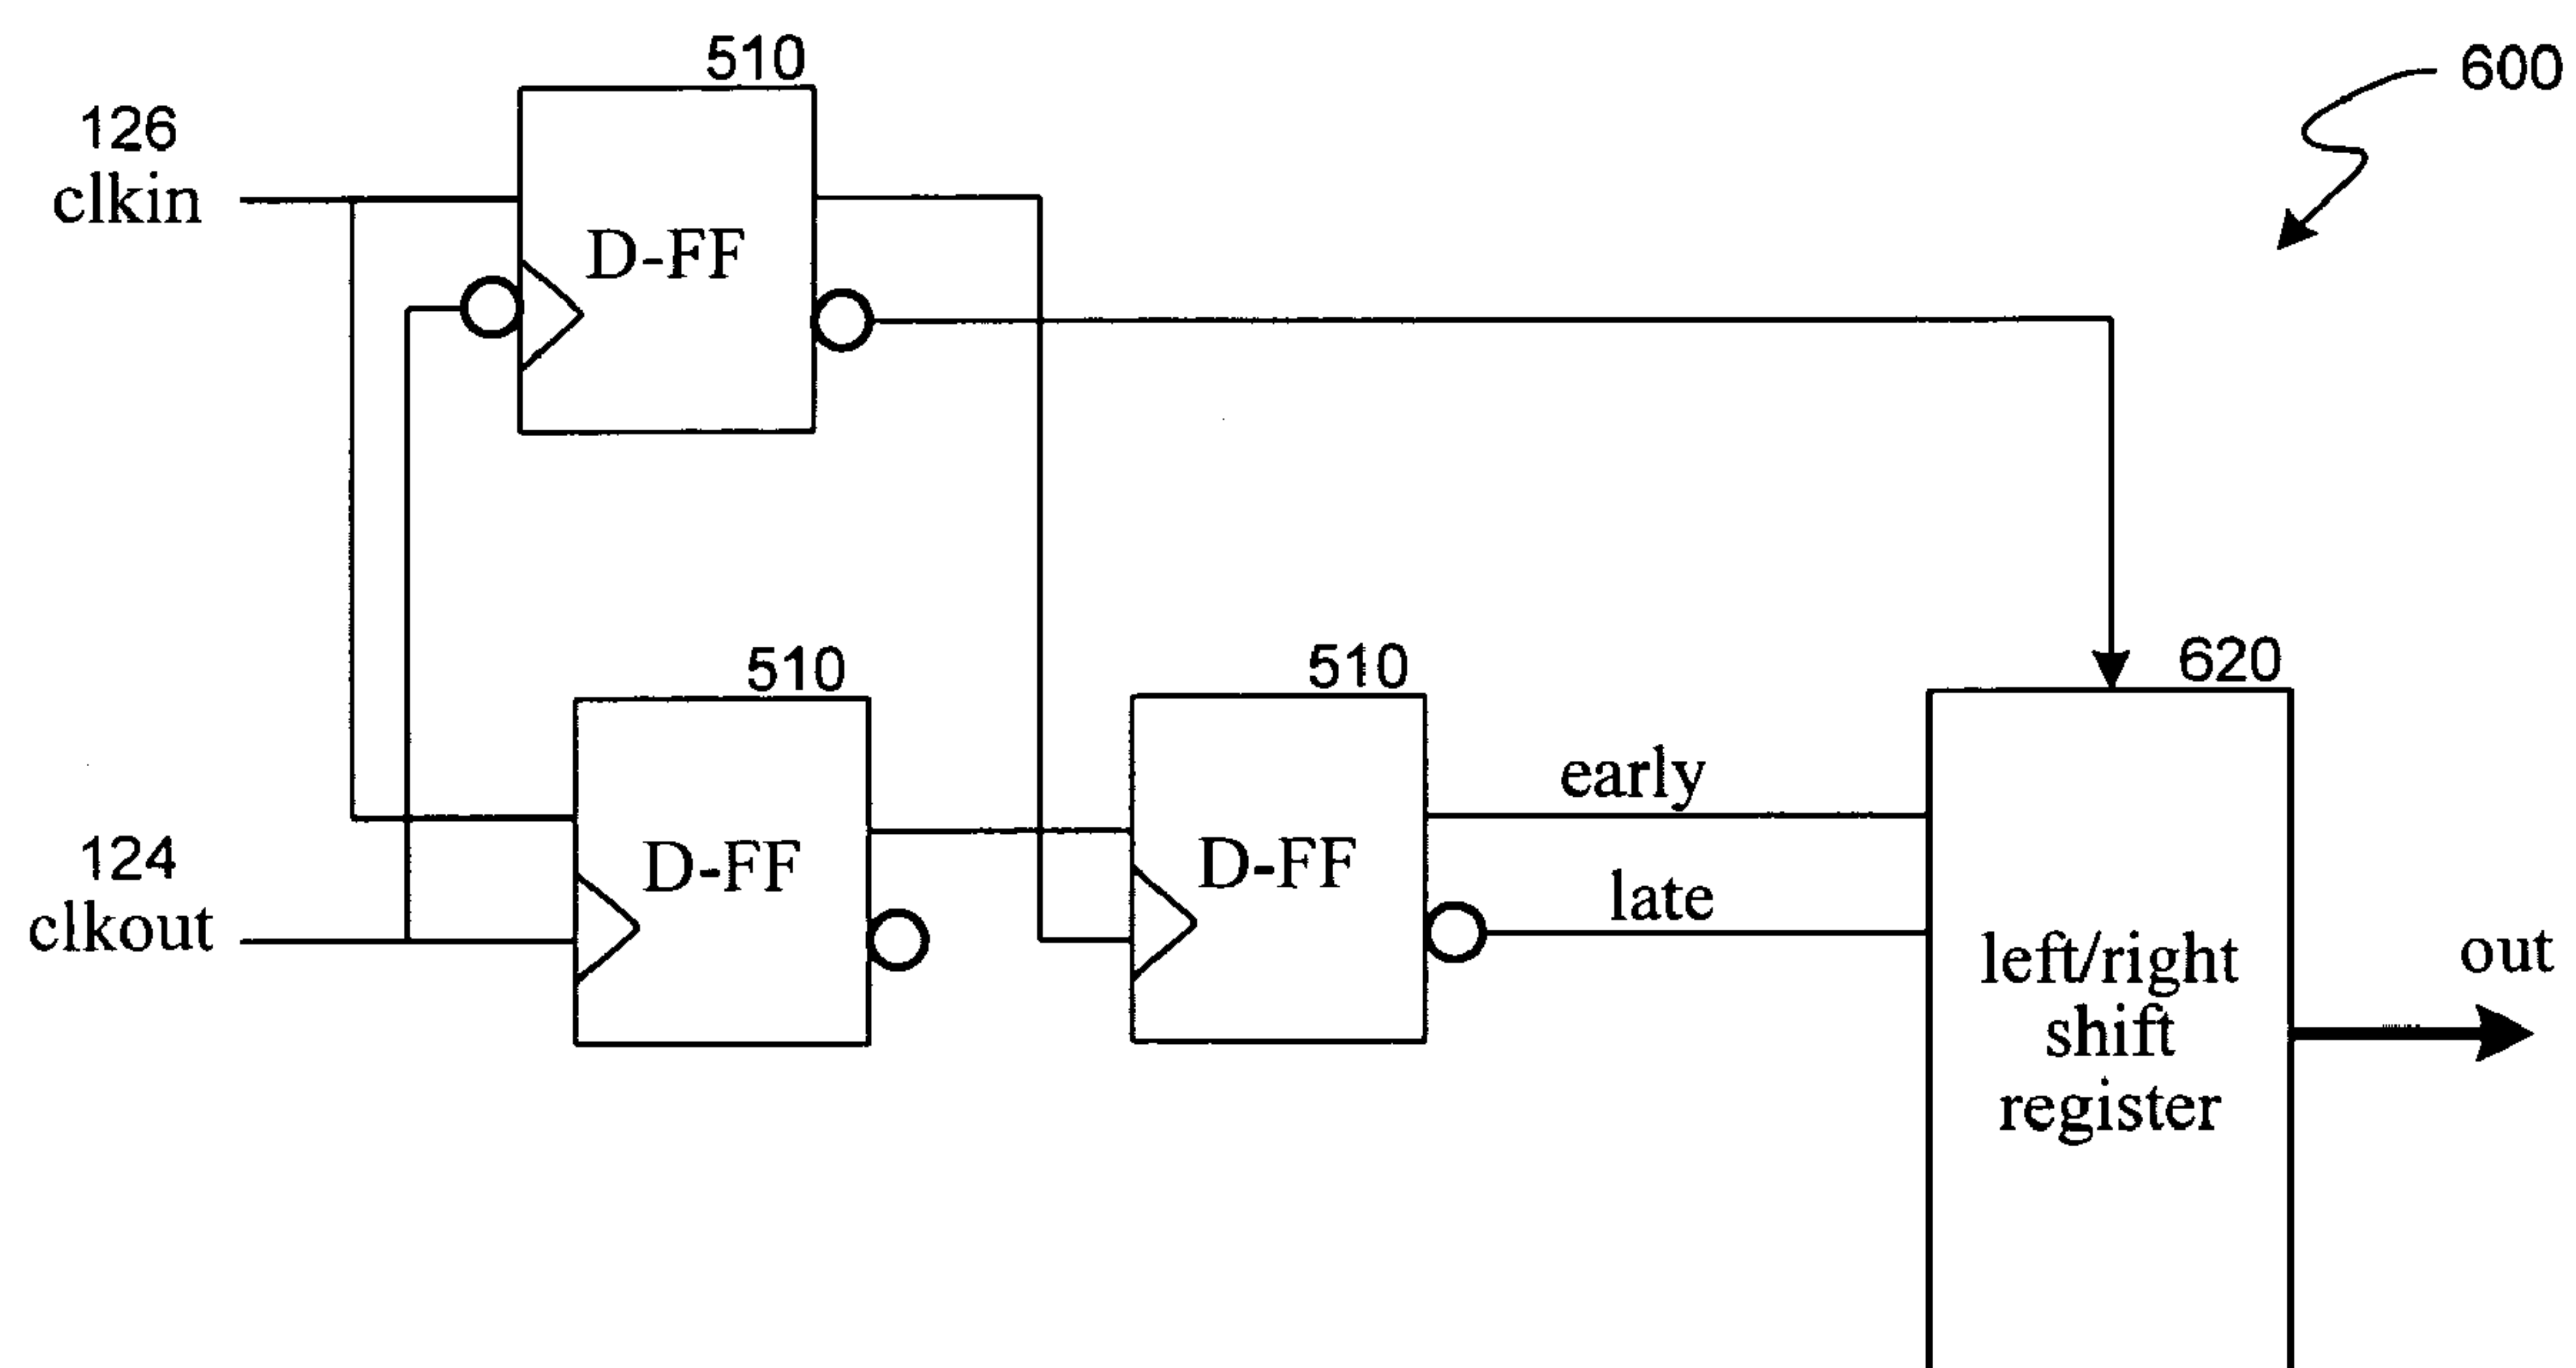 510
600
126
clkin
D-FF
510
510
620
early
124
clkout
D-FF
D-FF
late
left/right
shift
register
out